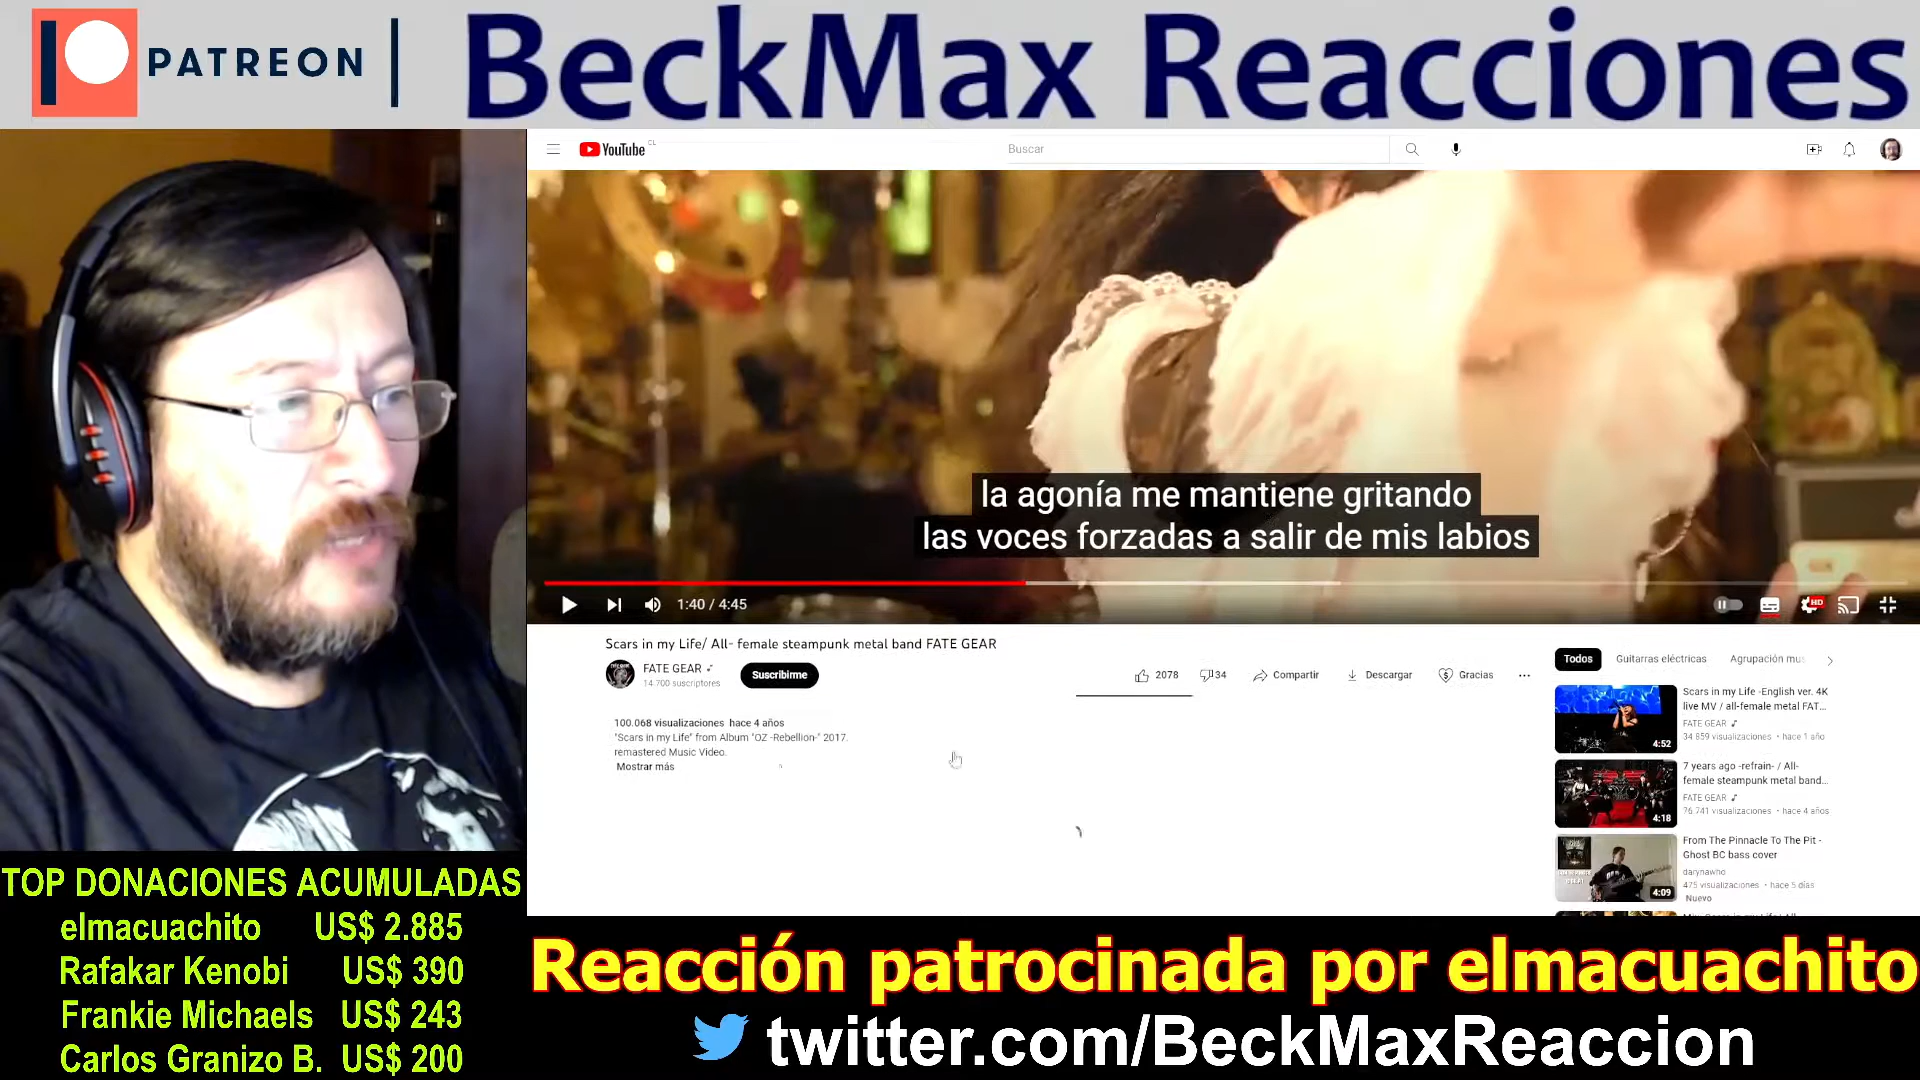 PATREON
BeckMax Reacciones
YouTube
CL
Buscar
la agonía me mantiene gritando
las voces forzadas a salir de mis labios
1:40 / 4:45
HD
Scars in my Life/ All- female steampunk metal band FATE GEAR
FATE GEAR
14 700 suscriptores
Suscribirme
2078
34
Compartir
Descargar
Gracias
100.068 visualizaciones hace 4 años
"Scars in my Life" from Album "OZ -Rebellion-" 2017.
remastered Music Video.
Mostrar más
Todos
Guitarras eléctricas
Agrupación mus
Scars in my Life -English ver. 4K
live MV / all-female metal FAT...
FATE GEAR
34 859 visualizaciones • hace 1 año
4:52
7 years ago -refrain- / All-
female steampunk metal band...
FATE GEAR
76 741 visualizaciones • hace 4 años
4:18
From The Pinnacle To The Pit -
Ghost BC bass cover
darynawho
475 visualizaciones • hace 5 días
Nuevo
4:09
TOP DONACIONES ACUMULADAS
elmacuachito US$ 2.885
Rafakar Kenobi US$ 390
Frankie Michaels US$ 243
Carlos Granizo B. US$ 200
Reacción patrocinada por elmacuachito
twitter.com/BeckMaxReaccion